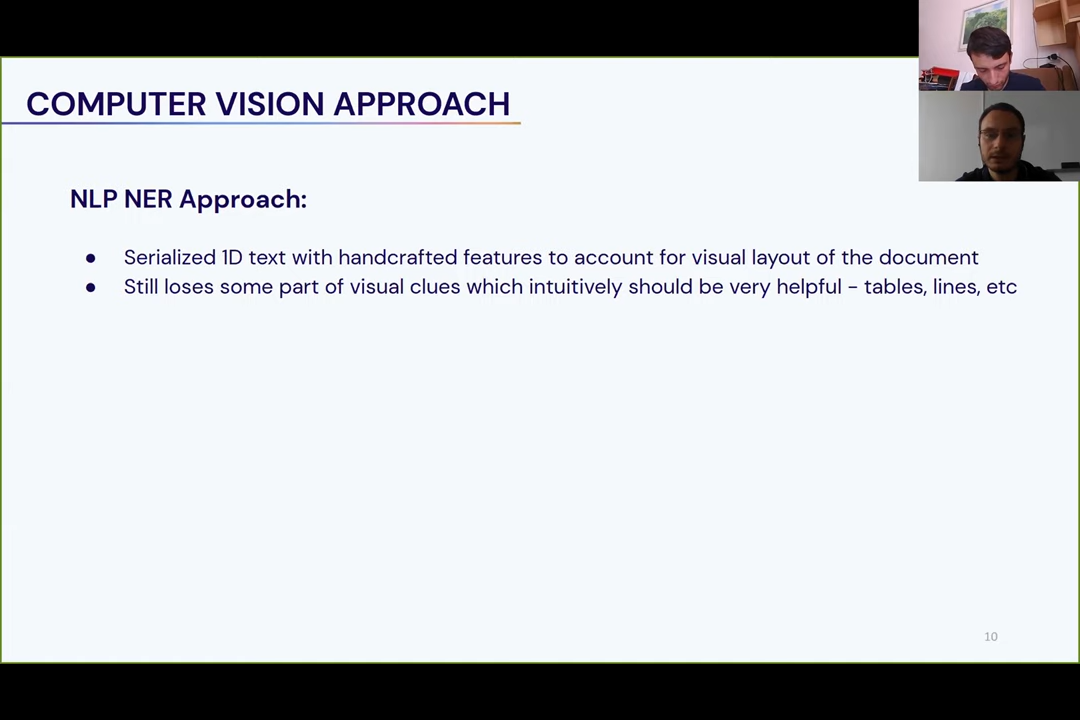 COMPUTER VISION APPROACH
NLP NER Approach:
● Serialized 1D text with handcrafted features to account for visual layout of the document
● Still loses some part of visual clues which intuitively should be very helpful - tables, lines, etc
10